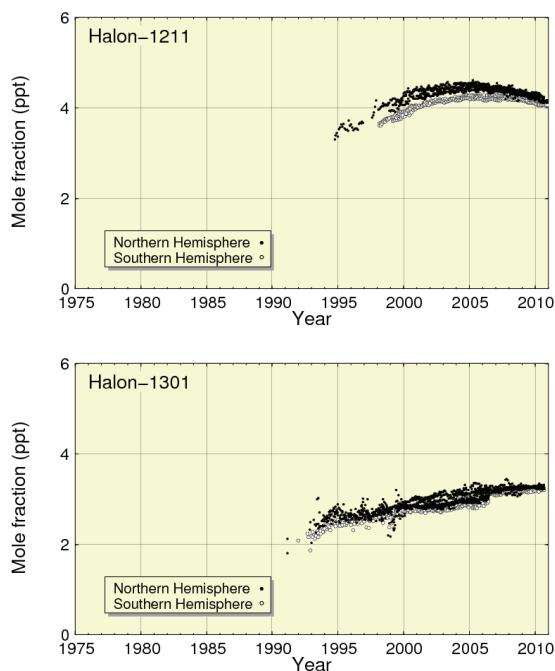 6
Halon-1211
4
Mole fraction (ppt)
2
Northern Hemisphere
Southern Hemisphere
0
1975 1980 1985 1990 1995 2000 2005 2010
Year
6
Halon-1301
4
Mole fraction (ppt)
2
Northern Hemisphere
Southern Hemisphere
0
1975 1980 1985 1990 1995 2000 2005 2010
Year